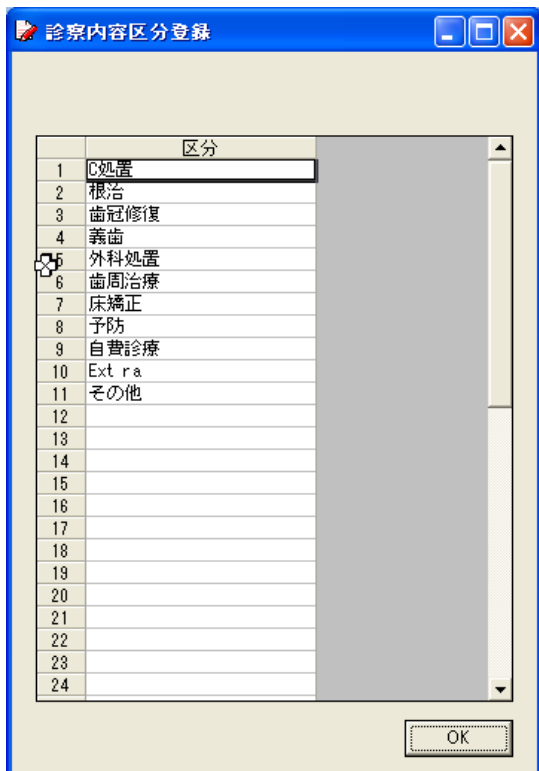 診察内容区分登録
区分
1 C処置
2 根治
3 歯冠修復
4 義歯
5 外科処置
6 歯周治療
7 床矯正
8 予防
9 自費診療
10 Ext ra
11 その他
12
13
14
15
16
17
18
19
20
21
22
23
24
OK